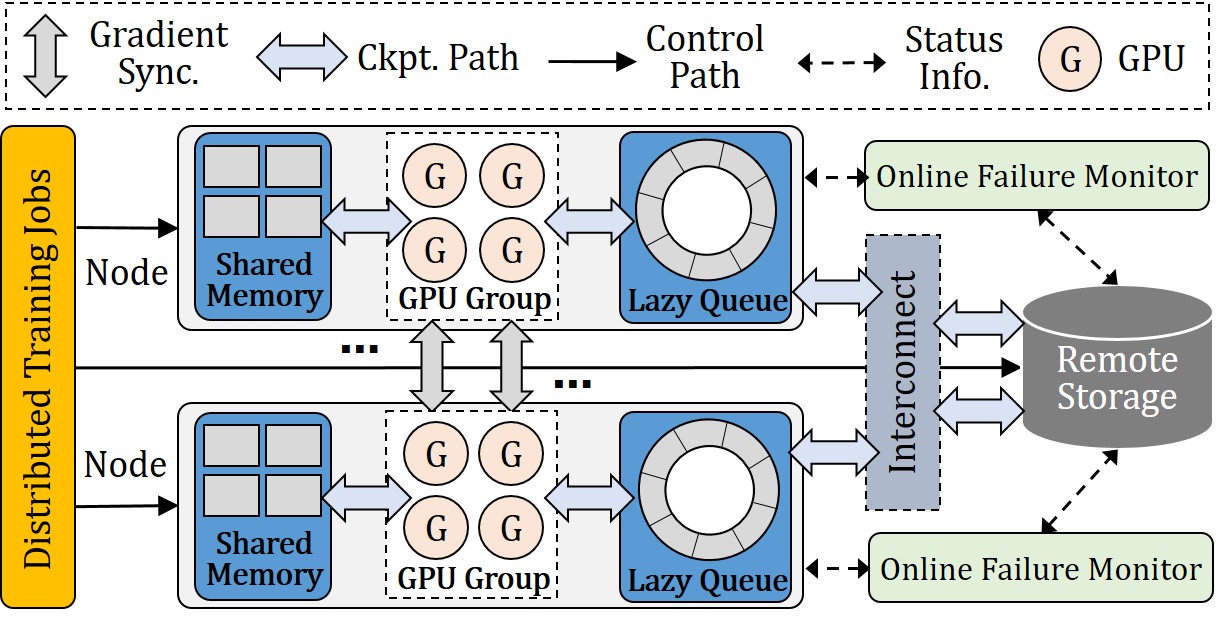 Gradient
Sync.
Ckpt. Path
Control
Path
Status
Info.
G
GPU
Distributed Training Jobs
Node
Shared
Memory
G G
G G
GPU Group
Lazy Queue
Online Failure Monitor
...
...
Interconnect
Remote
Storage
Node
Shared
Memory
G G
G G
GPU Group
Lazy Queue
Online Failure Monitor